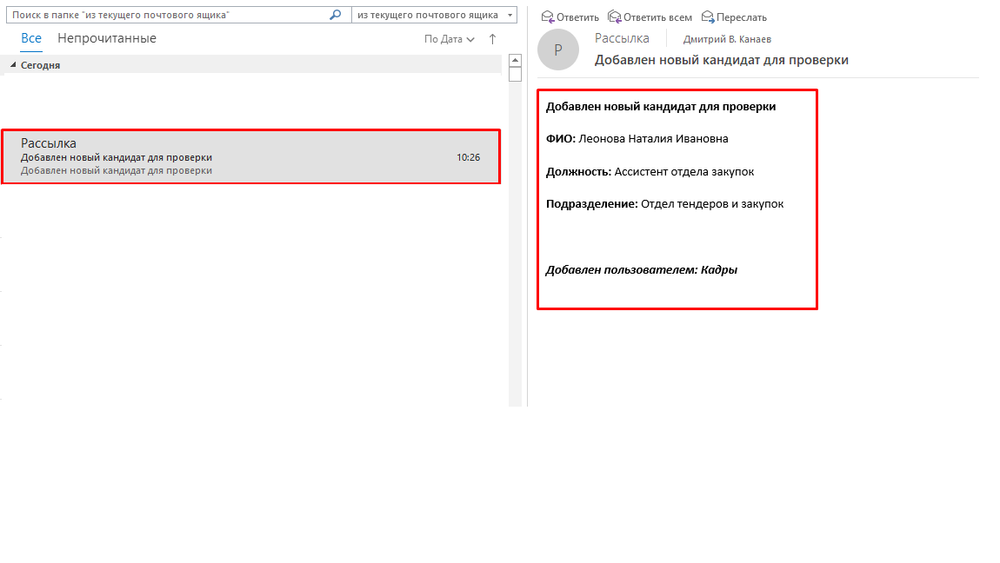 Поиск в папке "из текущего почтового ящика"
из текущего почтового ящика
Все Непрочитанные
По Дата
Сегодня
Рассылка
Добавлен новый кандидат для проверки 10:26
Добавлен новый кандидат для проверки
Ответить Ответить всем Переслать
Р
Рассылка Дмитрий В. Канаев
Добавлен новый кандидат для проверки
Добавлен новый кандидат для проверки
ФИО: Леонова Наталия Ивановна
Должность: Ассистент отдела закупок
Подразделение: Отдел тендеров и закупок
Добавлен пользователем: Кадры